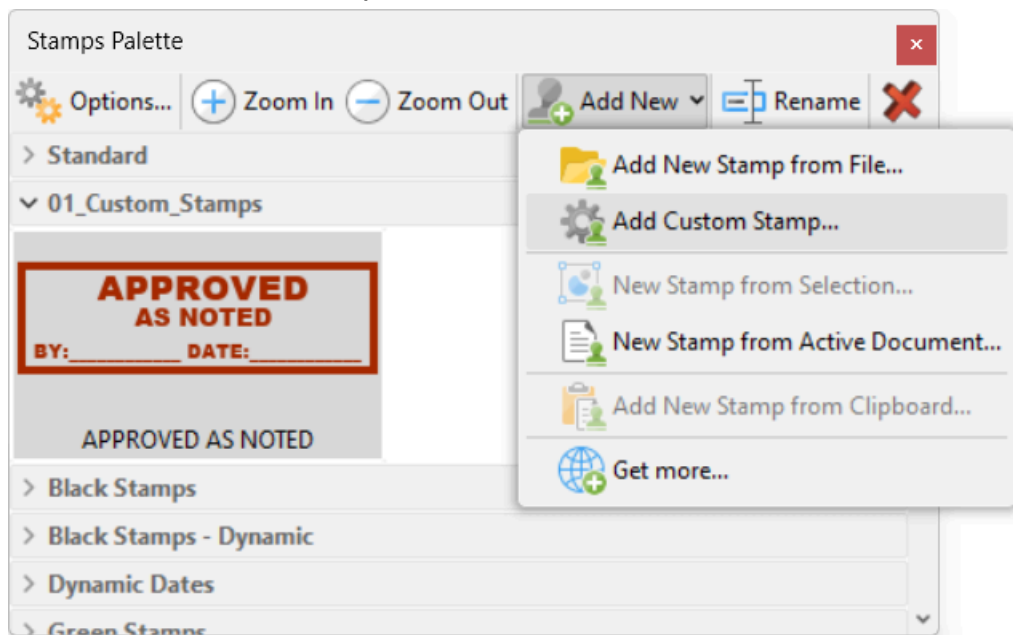 Stamps Palette
Options... Zoom In Zoom Out Add New Rename
Standard
Add New Stamp from File...
01_Custom_Stamps
Add Custom Stamp...
APPROVED
AS NOTED
BY:__________ DATE:__________
New Stamp from Selection...
New Stamp from Active Document...
Add New Stamp from Clipboard...
APPROVED AS NOTED
Get more...
Black Stamps
Black Stamps - Dynamic
Dynamic Dates
Green Stamps